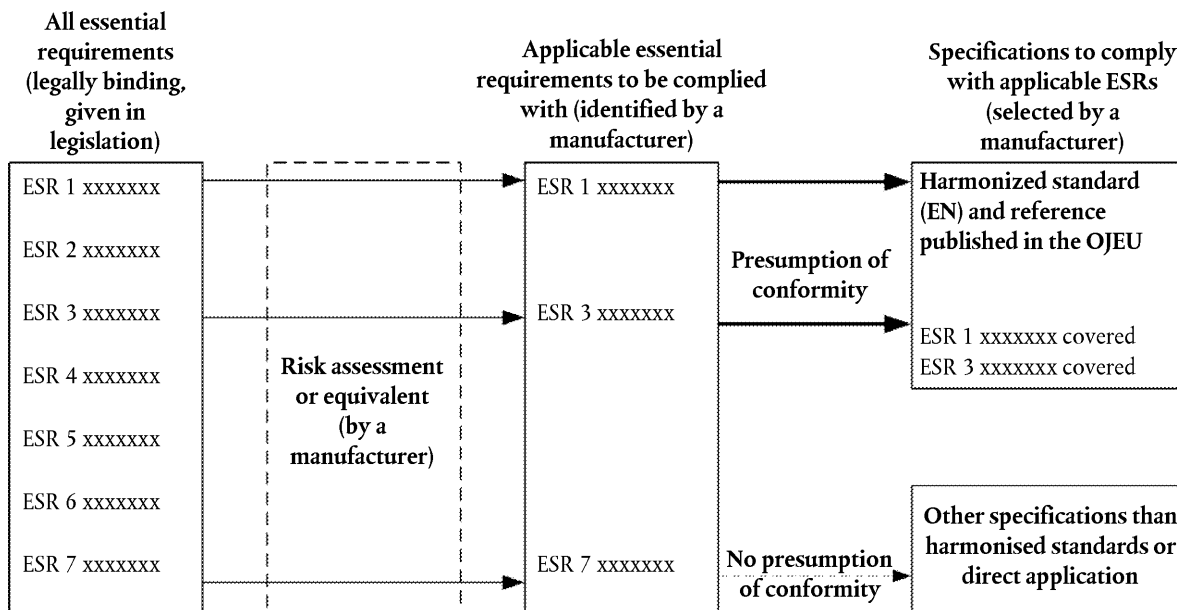 All essential
requirements
(legally binding,
given in
legislation)
ESR 1 xxxxxxx
ESR 2 xxxxxxx
ESR 3 xxxxxxx
ESR 4 xxxxxxx
ESR 5 xxxxxxx
ESR 6 xxxxxxx
ESR 7 xxxxxxx
Risk assessment
or equivalent
(by a
manufacturer)
Applicable essential
requirements to be complied
with (identified by a
manufacturer)
ESR 1 xxxxxxx
ESR 3 xxxxxxx
ESR 7 xxxxxxx
Presumption of
conformity
No presumption
of conformity
Specifications to comply
with applicable ESRs
(selected by a
manufacturer)
Harmonized standard
(EN) and reference
published in the OJEU
ESR 1 xxxxxxx covered
ESR 3 xxxxxxx covered
Other specifications than
harmonised standards or
direct application